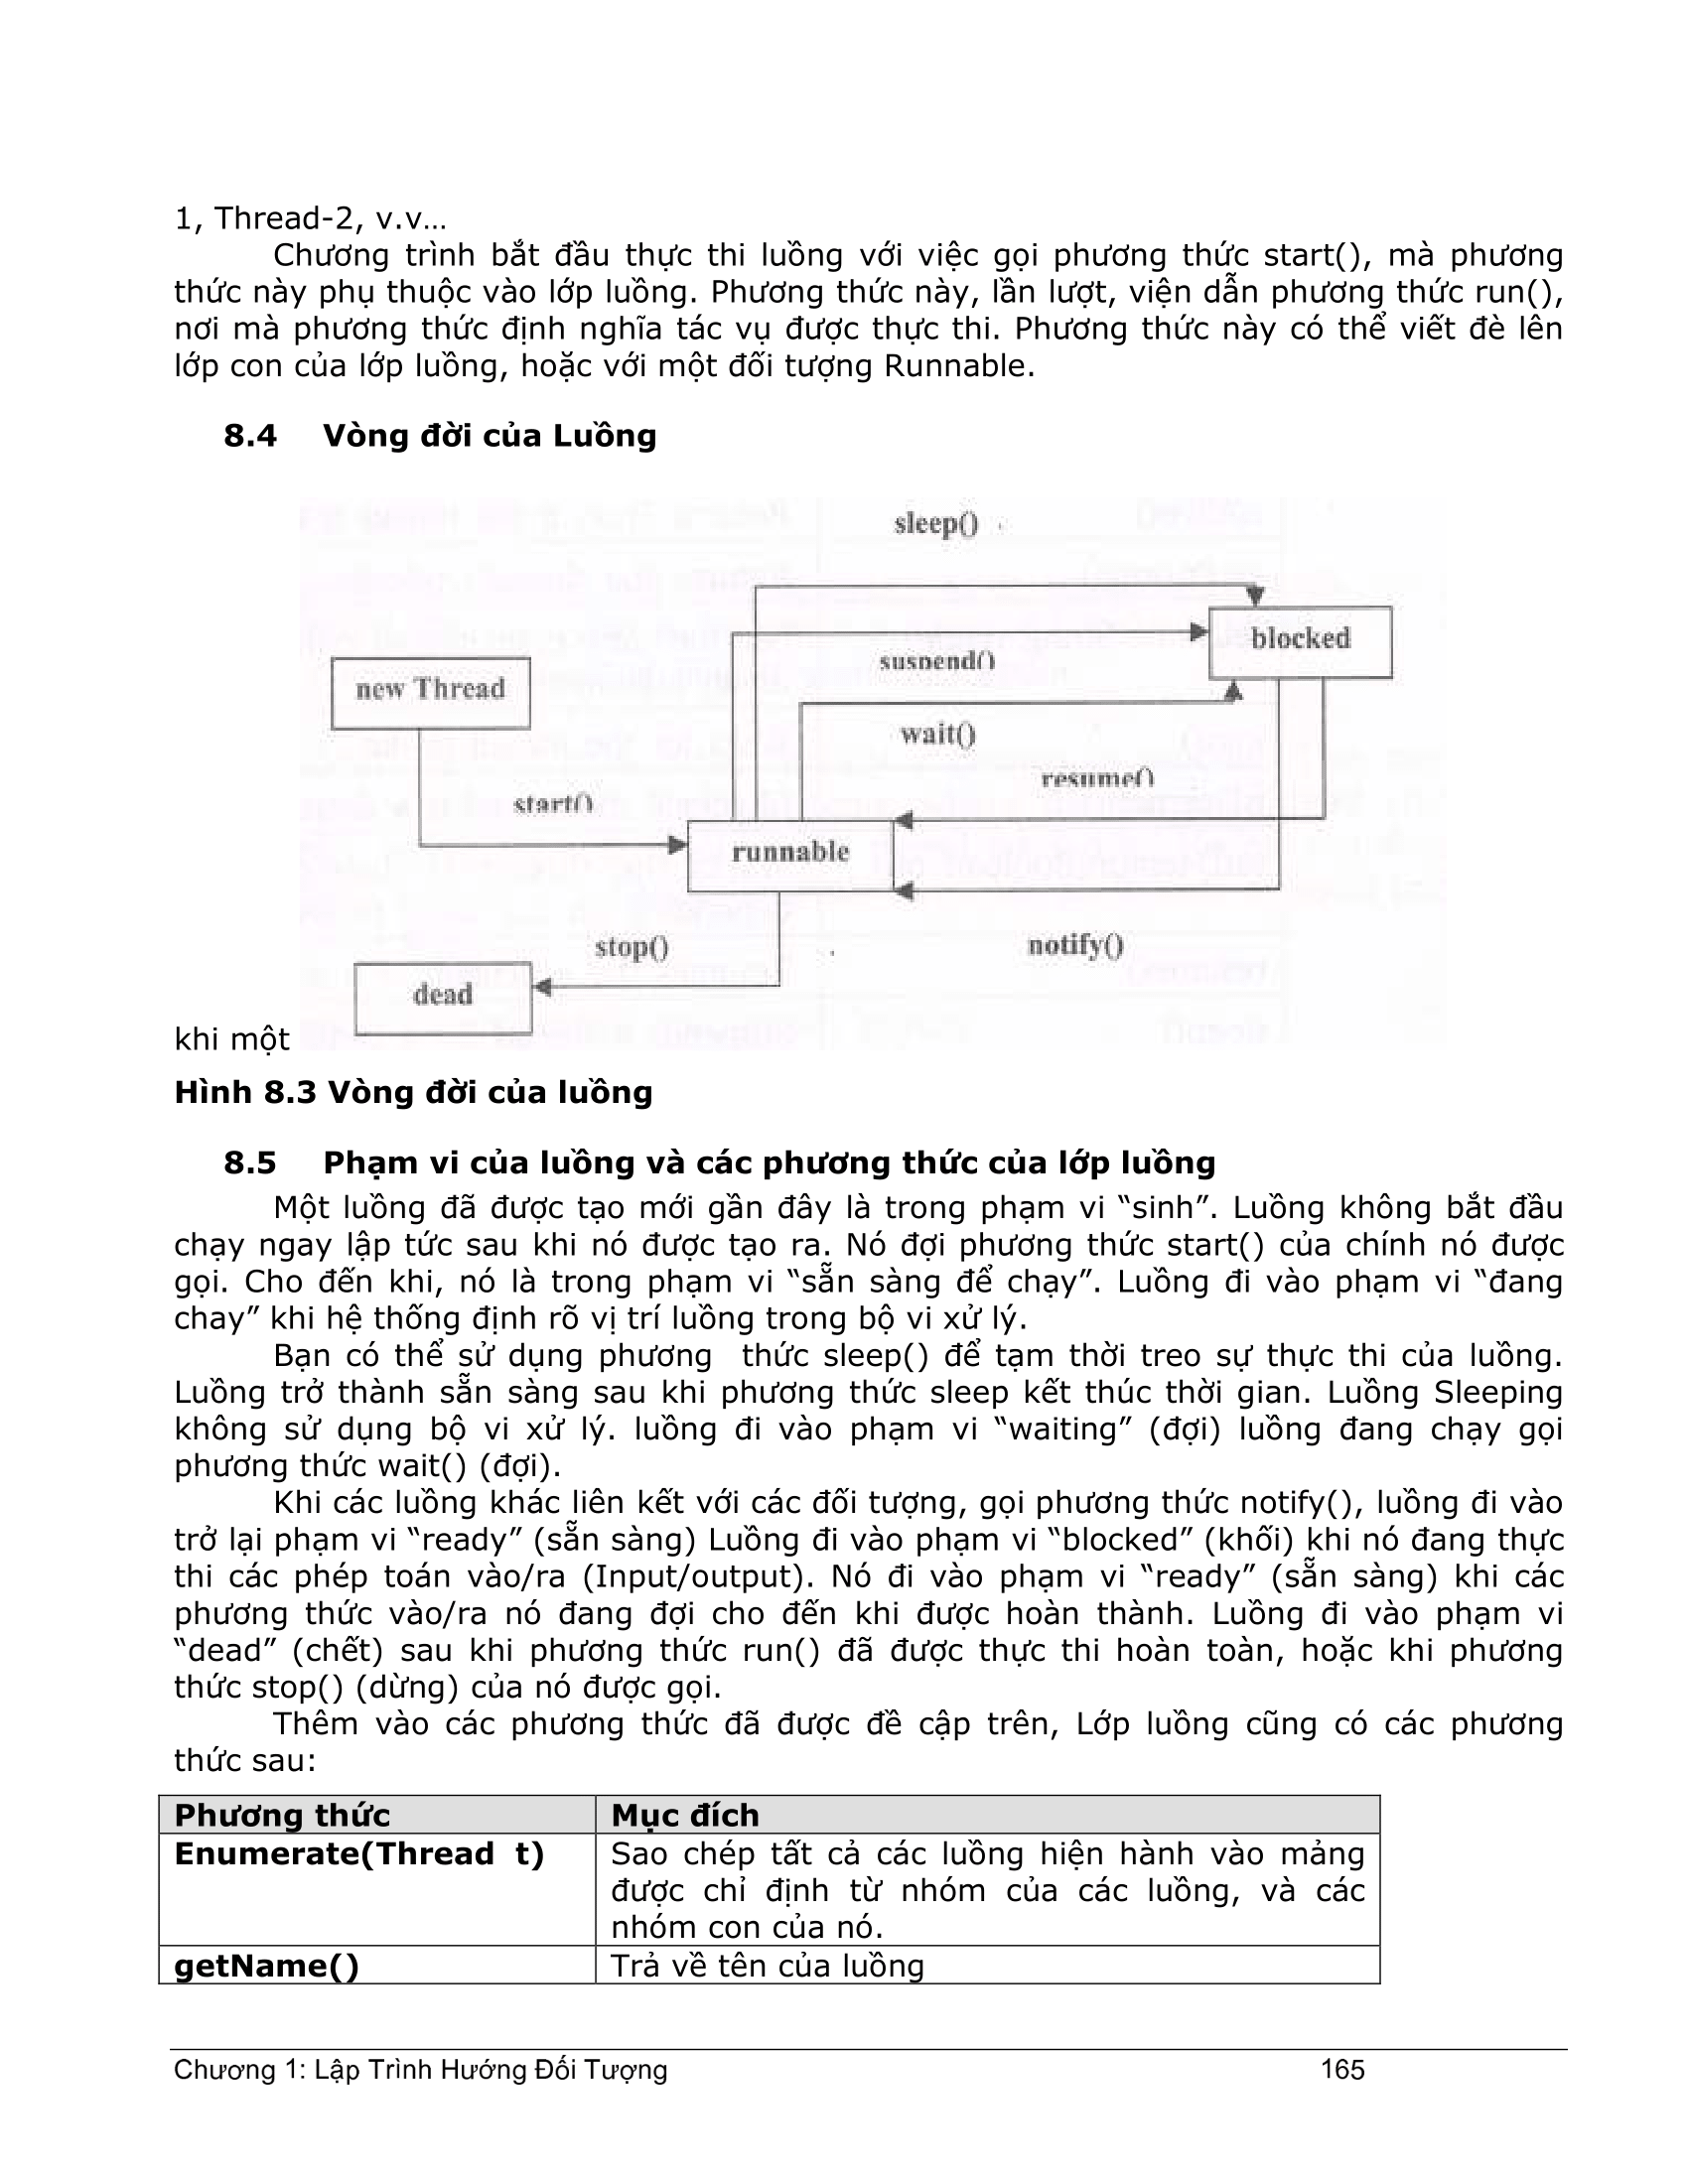 1, Thread-2, v.v…
Chương trình bắt đầu thực thi luồng với việc gọi phương thức start(), mà phương
thức này phụ thuộc vào lớp luồng. Phương thức này, lần lượt, viện dẫn phương thức run(),
nơi mà phương thức định nghĩa tác vụ được thực thi. Phương thức này có thể viết đè lên
lớp con của lớp luồng, hoặc với một đối tượng Runnable.
8.4 Vòng đời của Luồng
sleep()
blocked
suspend()
new Thread
wait()
resume()
start()
runnable
stop()
notify()
dead
khi một
Hình 8.3 Vòng đời của luồng
8.5 Phạm vi của luồng và các phương thức của lớp luồng
Một luồng đã được tạo mới gần đây là trong phạm vi “sinh”. Luồng không bắt đầu
chạy ngay lập tức sau khi nó được tạo ra. Nó đợi phương thức start() của chính nó được
gọi. Cho đến khi, nó là trong phạm vi “sẵn sàng để chạy”. Luồng đi vào phạm vi “đang
chay” khi hệ thống định rõ vị trí luồng trong bộ vi xử lý.
Bạn có thể sử dụng phương thức sleep() để tạm thời treo sự thực thi của luồng.
Luồng trở thành sẵn sàng sau khi phương thức sleep kết thúc thời gian. Luồng Sleeping
không sử dụng bộ vi xử lý. luồng đi vào phạm vi “waiting” (đợi) luồng đang chạy gọi
phương thức wait() (đợi).
Khi các luồng khác liên kết với các đối tượng, gọi phương thức notify(), luồng đi vào
trở lại phạm vi “ready” (sẵn sàng) Luồng đi vào phạm vi “blocked” (khối) khi nó đang thực
thi các phép toán vào/ra (Input/output). Nó đi vào phạm vi “ready” (sẵn sàng) khi các
phương thức vào/ra nó đang đợi cho đến khi được hoàn thành. Luồng đi vào phạm vi
“dead” (chết) sau khi phương thức run() đã được thực thi hoàn toàn, hoặc khi phương
thức stop() (dừng) của nó được gọi.
Thêm vào các phương thức đã được đề cập trên, Lớp luồng cũng có các phương
thức sau:
Phương thức Mục đích
Enumerate(Thread t) Sao chép tất cả các luồng hiện hành vào mảng
được chỉ định từ nhóm của các luồng, và các
nhóm con của nó.
getName() Trả về tên của luồng
Chương 1: Lập Trình Hướng Đối Tượng 165